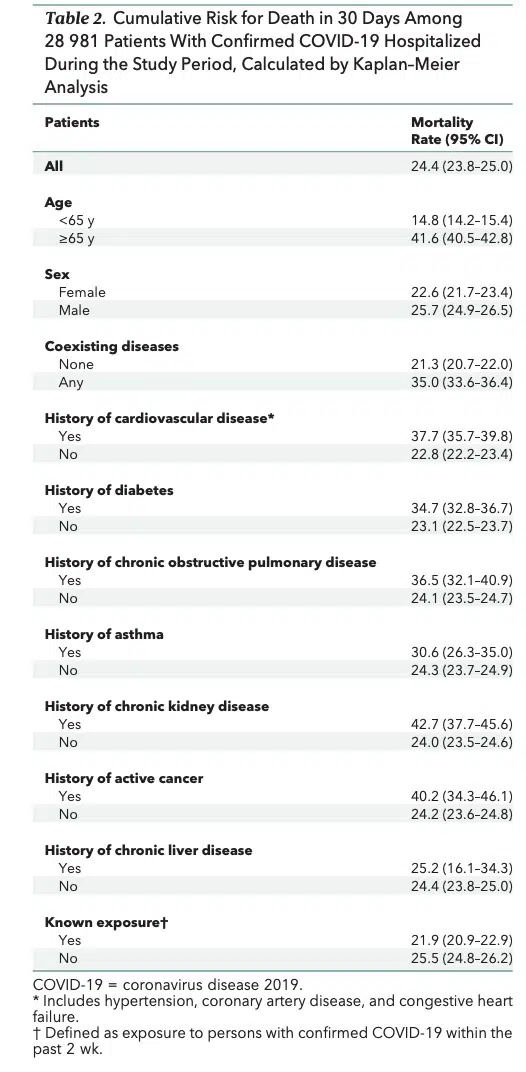 Table 2. Cumulative Risk for Death in 30 Days Among
28 981 Patients With Confirmed COVID-19 Hospitalized
During the Study Period, Calculated by Kaplan–Meier
Analysis
Patients Mortality
Rate (95% CI)
All 24.4 (23.8–25.0)
Age
<65 y 14.8 (14.2–15.4)
≥65 y 41.6 (40.5–42.8)
Sex
Female 22.6 (21.7–23.4)
Male 25.7 (24.9–26.5)
Coexisting diseases
None 21.3 (20.7–22.0)
Any 35.0 (33.6–36.4)
History of cardiovascular disease*
Yes 37.7 (35.7–39.8)
No 22.8 (22.2–23.4)
History of diabetes
Yes 34.7 (32.8–36.7)
No 23.1 (22.5–23.7)
History of chronic obstructive pulmonary disease
Yes 36.5 (32.1–40.9)
No 24.1 (23.5–24.7)
History of asthma
Yes 30.6 (26.3–35.0)
No 24.3 (23.7–24.9)
History of chronic kidney disease
Yes 42.7 (37.7–45.6)
No 24.0 (23.5–24.6)
History of active cancer
Yes 40.2 (34.3–46.1)
No 24.2 (23.6–24.8)
History of chronic liver disease
Yes 25.2 (16.1–34.3)
No 24.4 (23.8–25.0)
Known exposure†
Yes 21.9 (20.9–22.9)
No 25.5 (24.8–26.2)
COVID-19 = coronavirus disease 2019.
* Includes hypertension, coronary artery disease, and congestive heart
failure.
† Defined as exposure to persons with confirmed COVID-19 within the
past 2 wk.